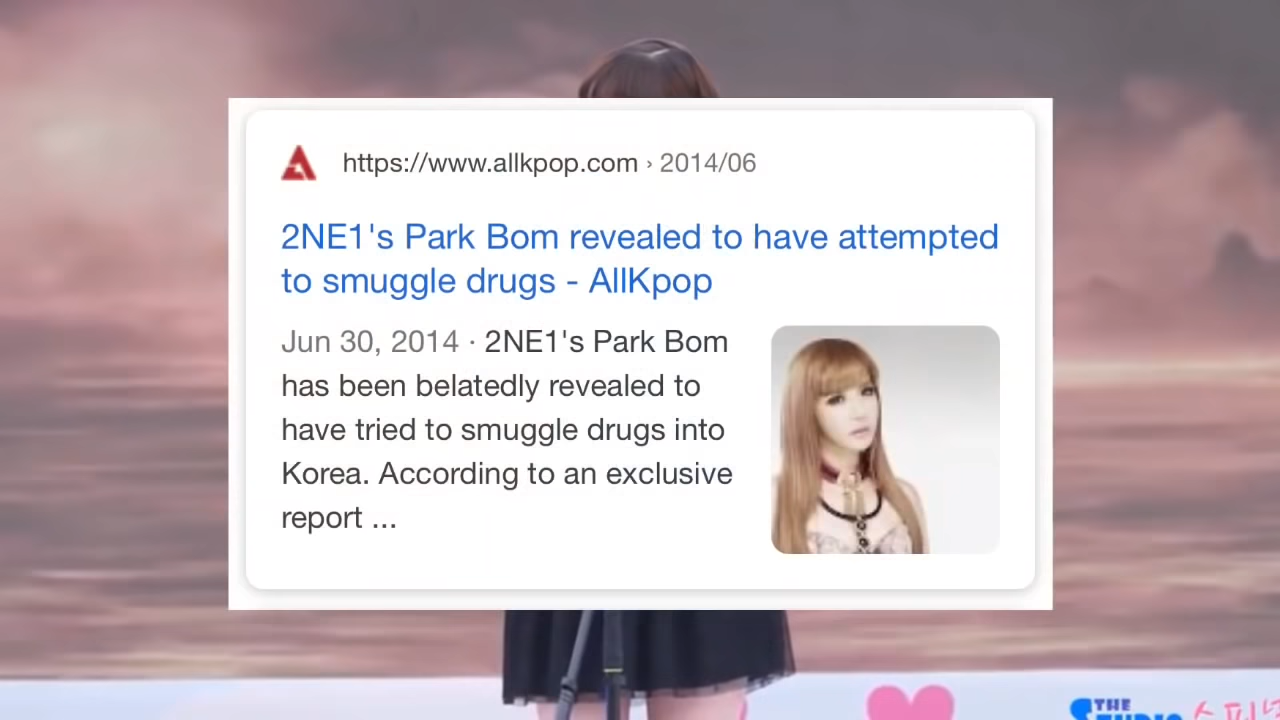 https://www.allkpop.com › 2014/06
2NE1's Park Bom revealed to have attempted
to smuggle drugs - AllKpop
Jun 30, 2014 · 2NE1's Park Bom
has been belatedly revealed to
have tried to smuggle drugs into
Korea. According to an exclusive
report ...
THE